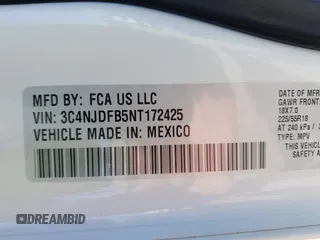 MFD BY: FCA US LLC
VIN: 3C4NJDFB5NT172425
VEHICLE MADE IN: MEXICO
DATE OF MFR
GAWR FRONT:
18X7.0
225/55R18
AT 240 kPa /
TYPE: MPV
THIS VEHICLE
DREAMBID